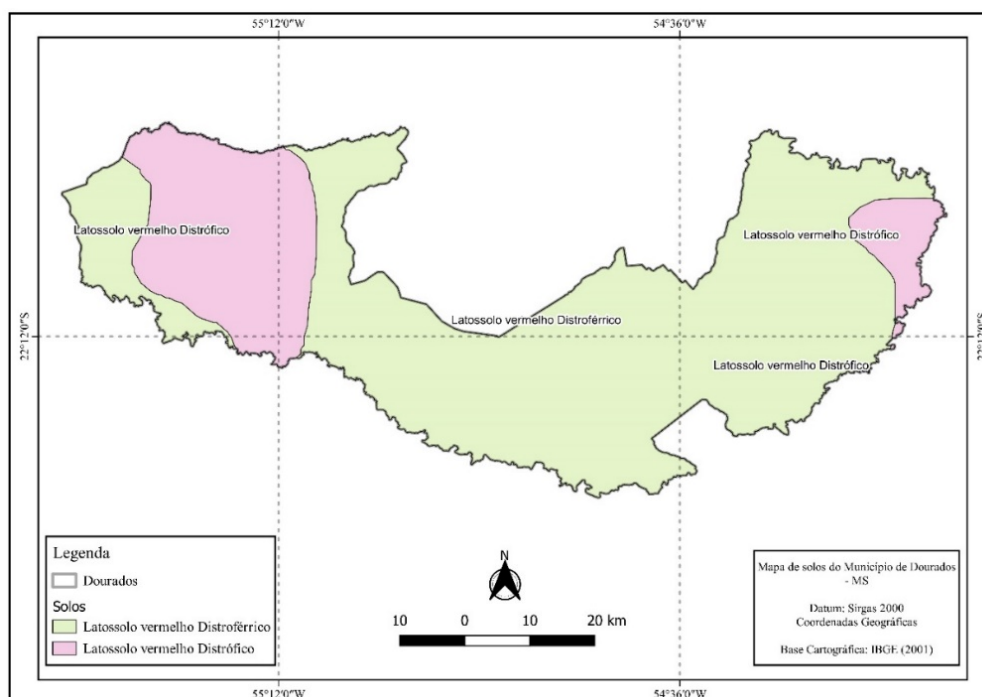 55°12'0"W
54°36'0"W
Latossolo vermelho Distrófico
Latossolo vermelho Distrófico
Latossolo vermelho Distroférrico
22°12'0"S
22°12'0"S
Latossolo vermelho Distrófico
Legenda
Dourados
Solos
Latossolo vermelho Distroférrico
Latossolo vermelho Distrófico
N
10 0 10 20 km
Mapa de solos do Município de Dourados
- MS
Datum: Sirgas 2000
Coordenadas Geográficas
Base Cartográfica: IBGE (2001)
55°12'0"W
54°36'0"W